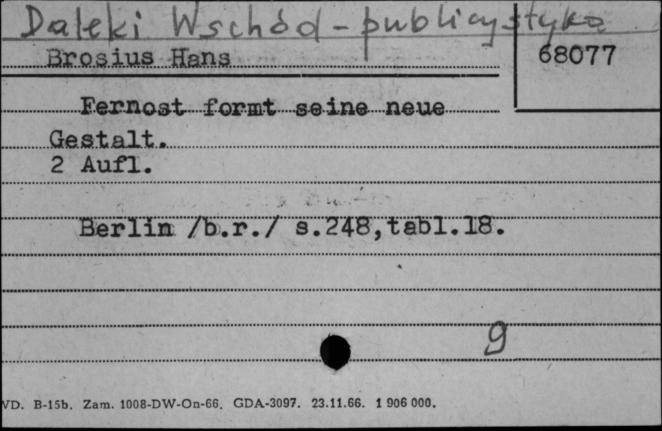 Daleki Wschód - publicystyka
Brosius Hans
68077
Fernost formt seine neue
Gestalt.
2 Aufl.
Berlin /b.r./ s.248,tabl.18.
9
VD. B-15b. Zam. 1008-DW-On-66. GDA-3097. 23.11.66. 1 906 000.